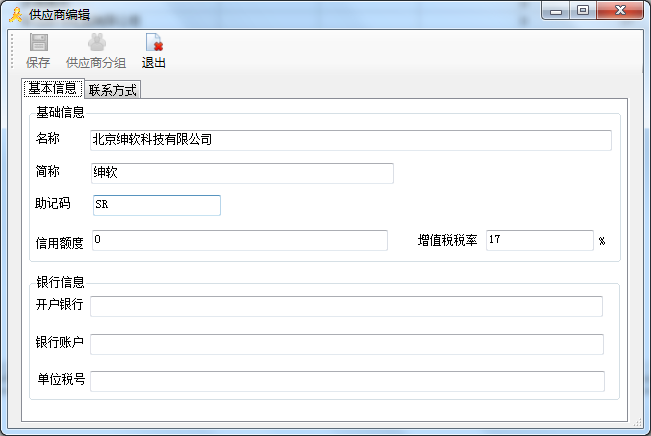 供应商编辑
保存 供应商分组 退出
基本信息 联系方式
基础信息
名称 北京绅软科技有限公司
简称 绅软
助记码 SR
信用额度 0 增值税税率 17 %
银行信息
开户银行
银行账户
单位税号